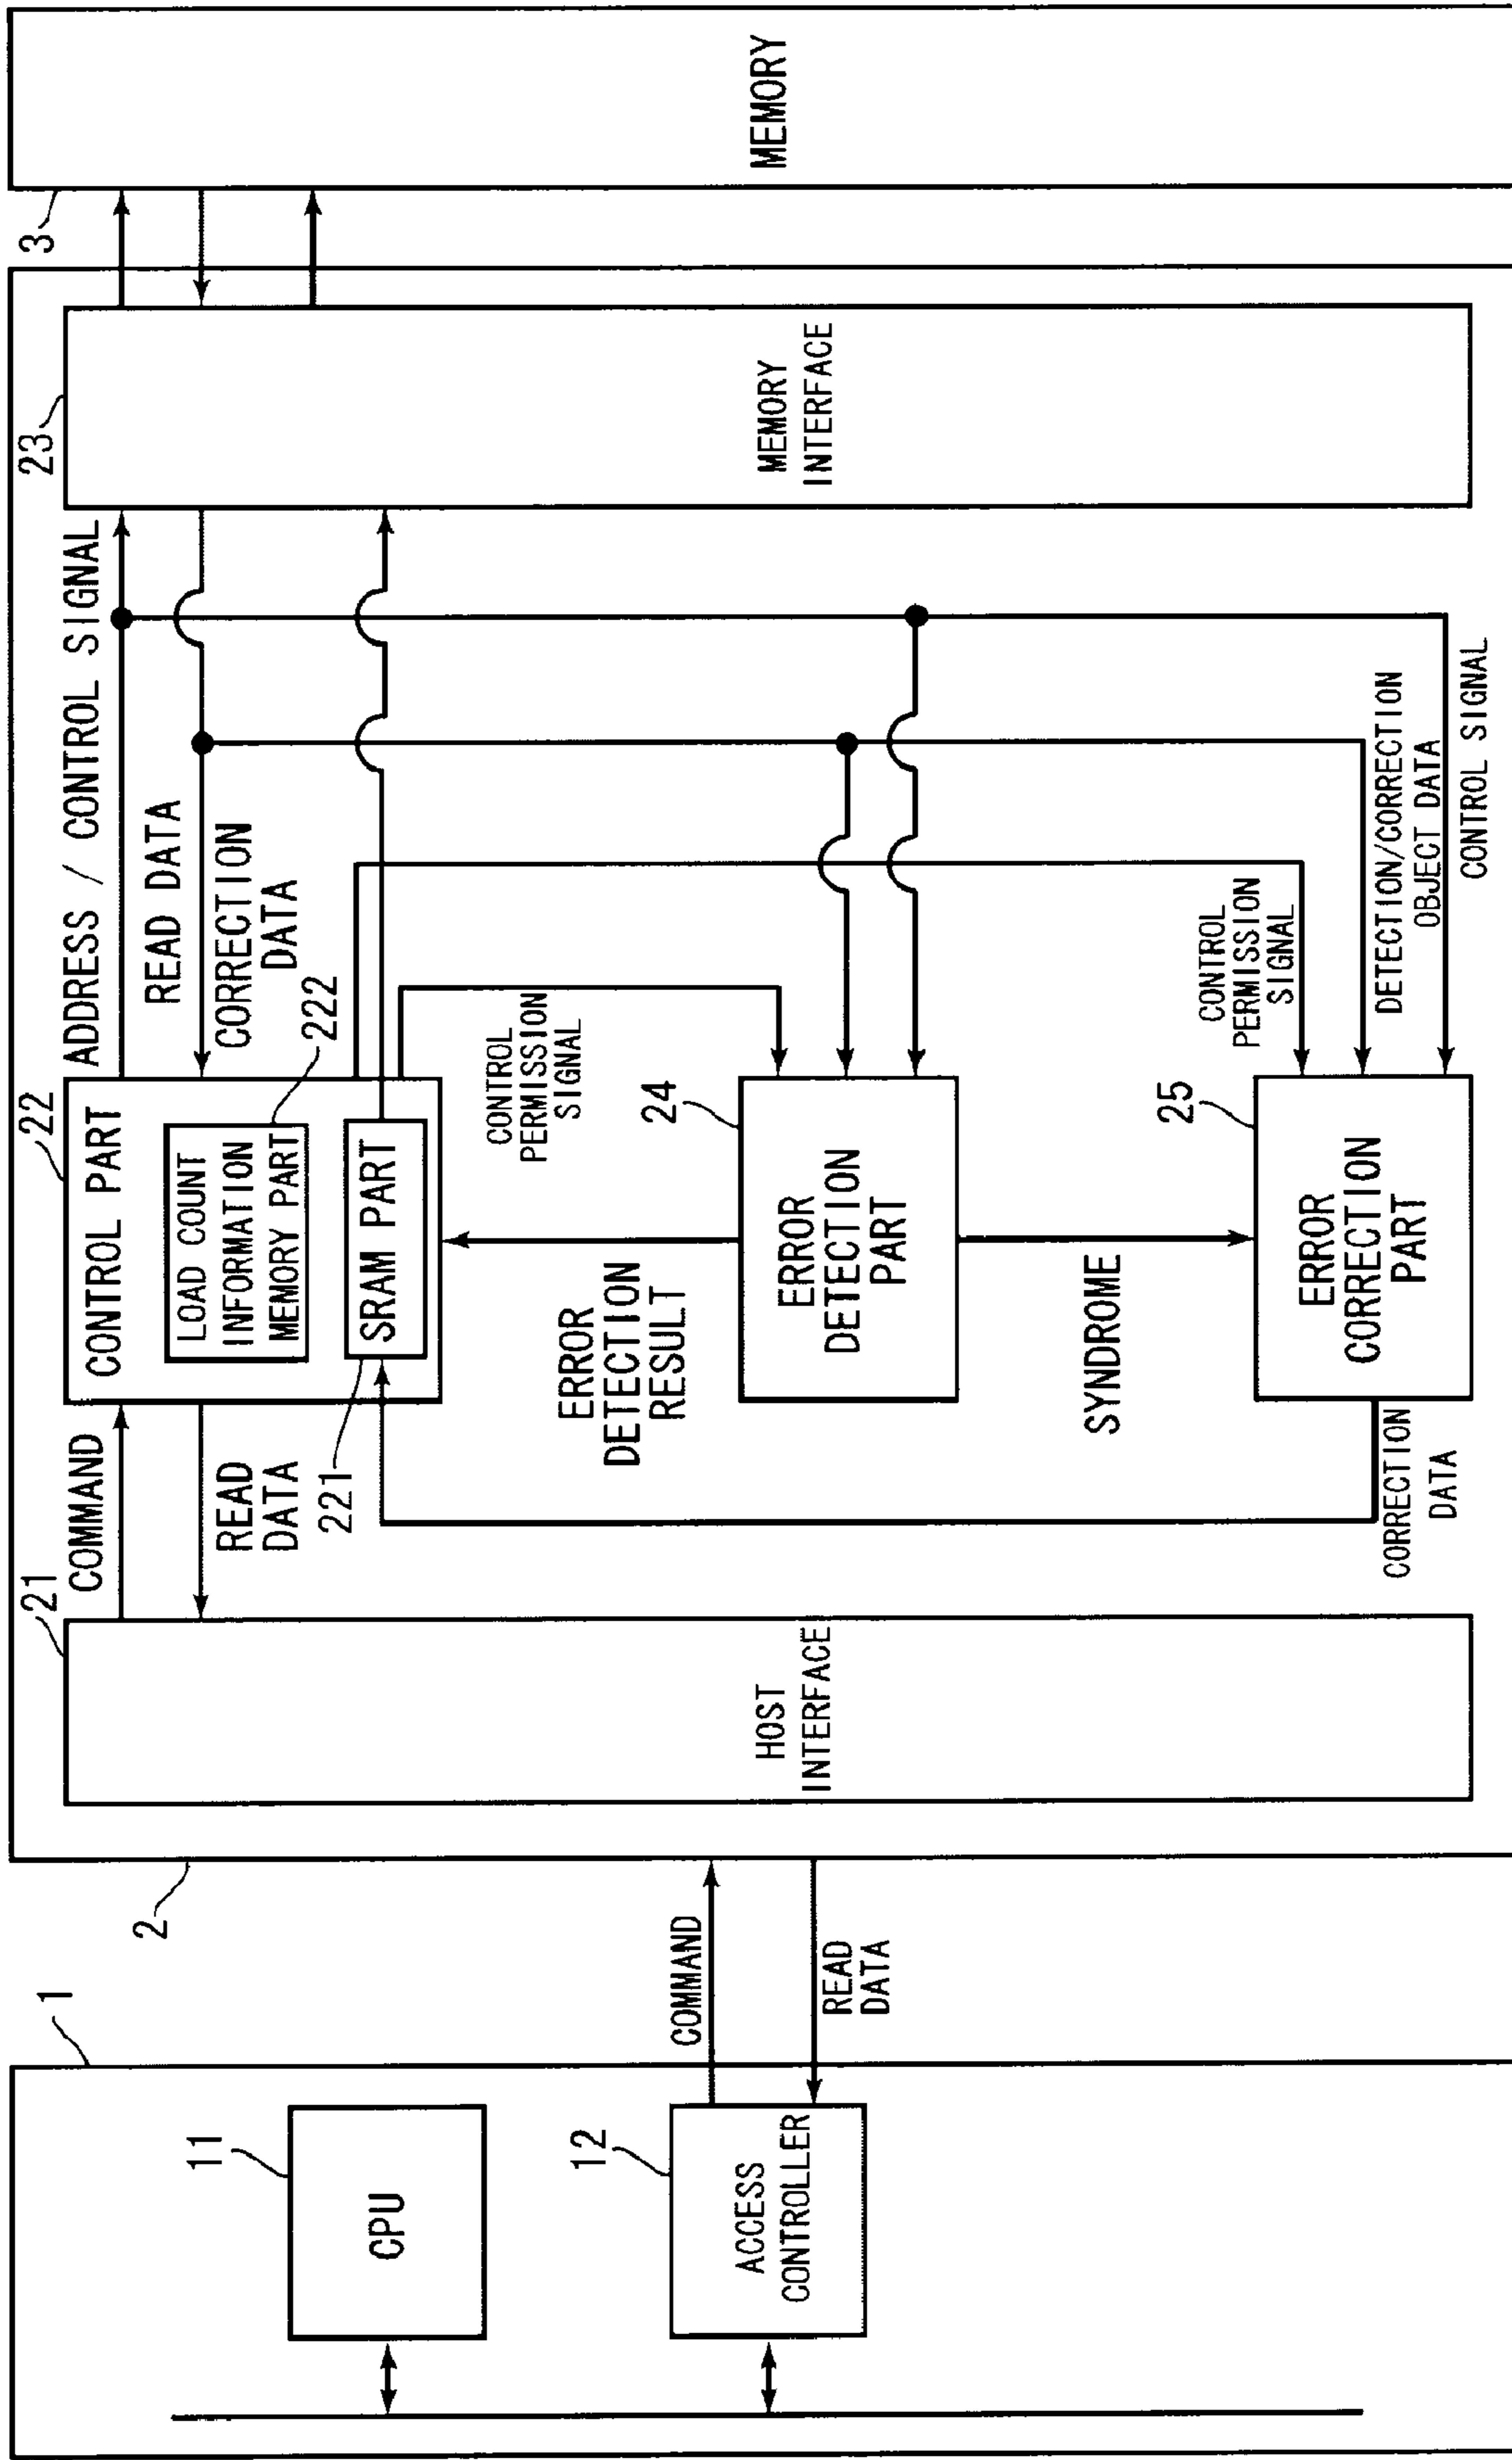 1
11
CPU
12
ACCESS
CONTROLLER
COMMAND
READ
DATA
2
21
HOST
INTERFACE
COMMAND
READ
DATA
22
CONTROL PART
LOAD COUNT
INFORMATION
MEMORY PART
222
SRAM PART
221
ADDRESS / CONTROL SIGNAL
READ DATA
CORRECTION
DATA
CONTROL
PERMISSION
SIGNAL
ERROR
DETECTION
RESULT
24
ERROR
DETECTION
PART
SYNDROME
25
ERROR
CORRECTION
PART
CORRECTION
DATA
CONTROL
PERMISSION
SIGNAL
DETECTION/CORRECTION
OBJECT DATA
CONTROL SIGNAL
23
MEMORY
INTERFACE
3
MEMORY